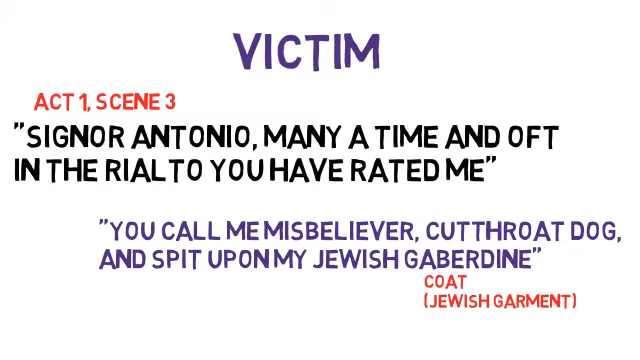 VICTIM
ACT 1, SCENE 3
"SIGNOR ANTONIO, MANY A TIME AND OFT
IN THE RIALTO YOU HAVE RATED ME"
"YOU CALL ME MISBELIEVER, CUTTHROAT DOG,
AND SPIT UPON MY JEWISH GABERDINE"
COAT
(JEWISH GARMENT)